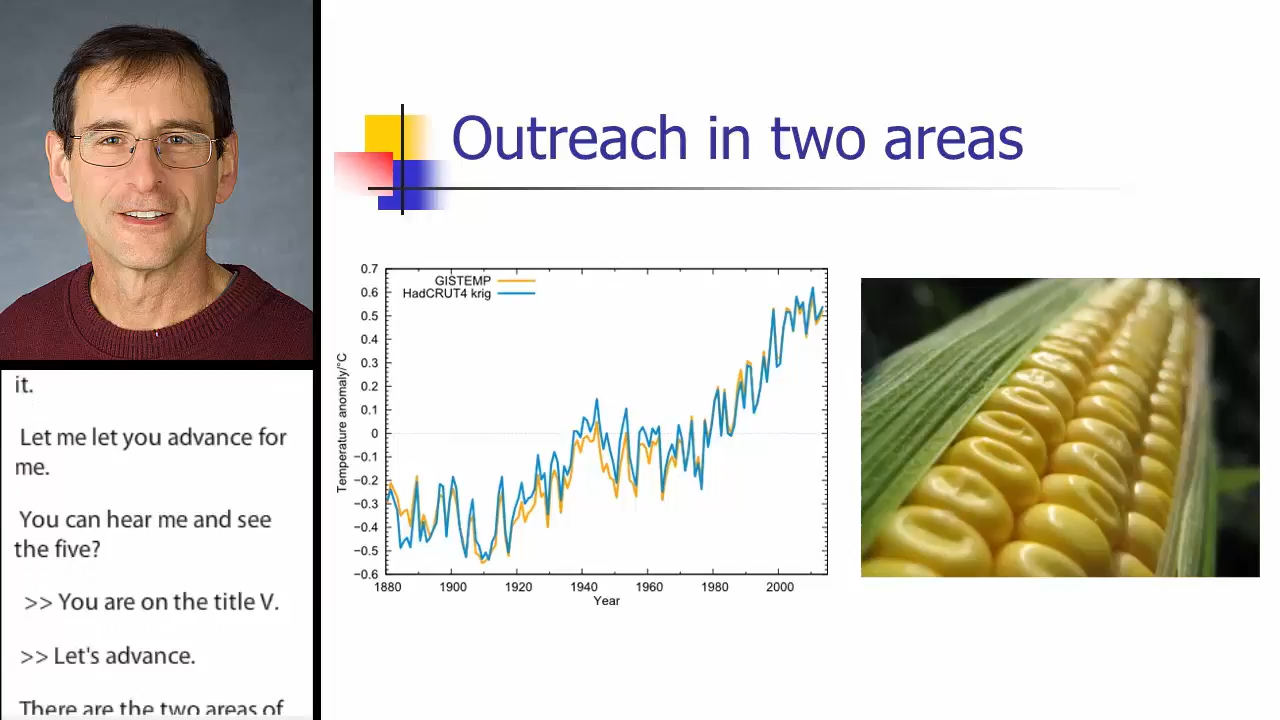 Outreach in two areas
it.
Let me let you advance for
me.
You can hear me and see
the five?
>> You are on the title V.
>> Let's advance.
There are the two areas of
GISTEMP
HadCRUT4 krig
Temperature anomaly/°C
0.7
0.6
0.5
0.4
0.3
0.2
0.1
0
−0.1
−0.2
−0.3
−0.4
−0.5
−0.6
1880 1900 1920 1940 1960 1980 2000
Year